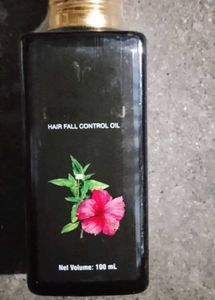 HAIR FALL CONTROL OIL
Net Volume: 100 mL